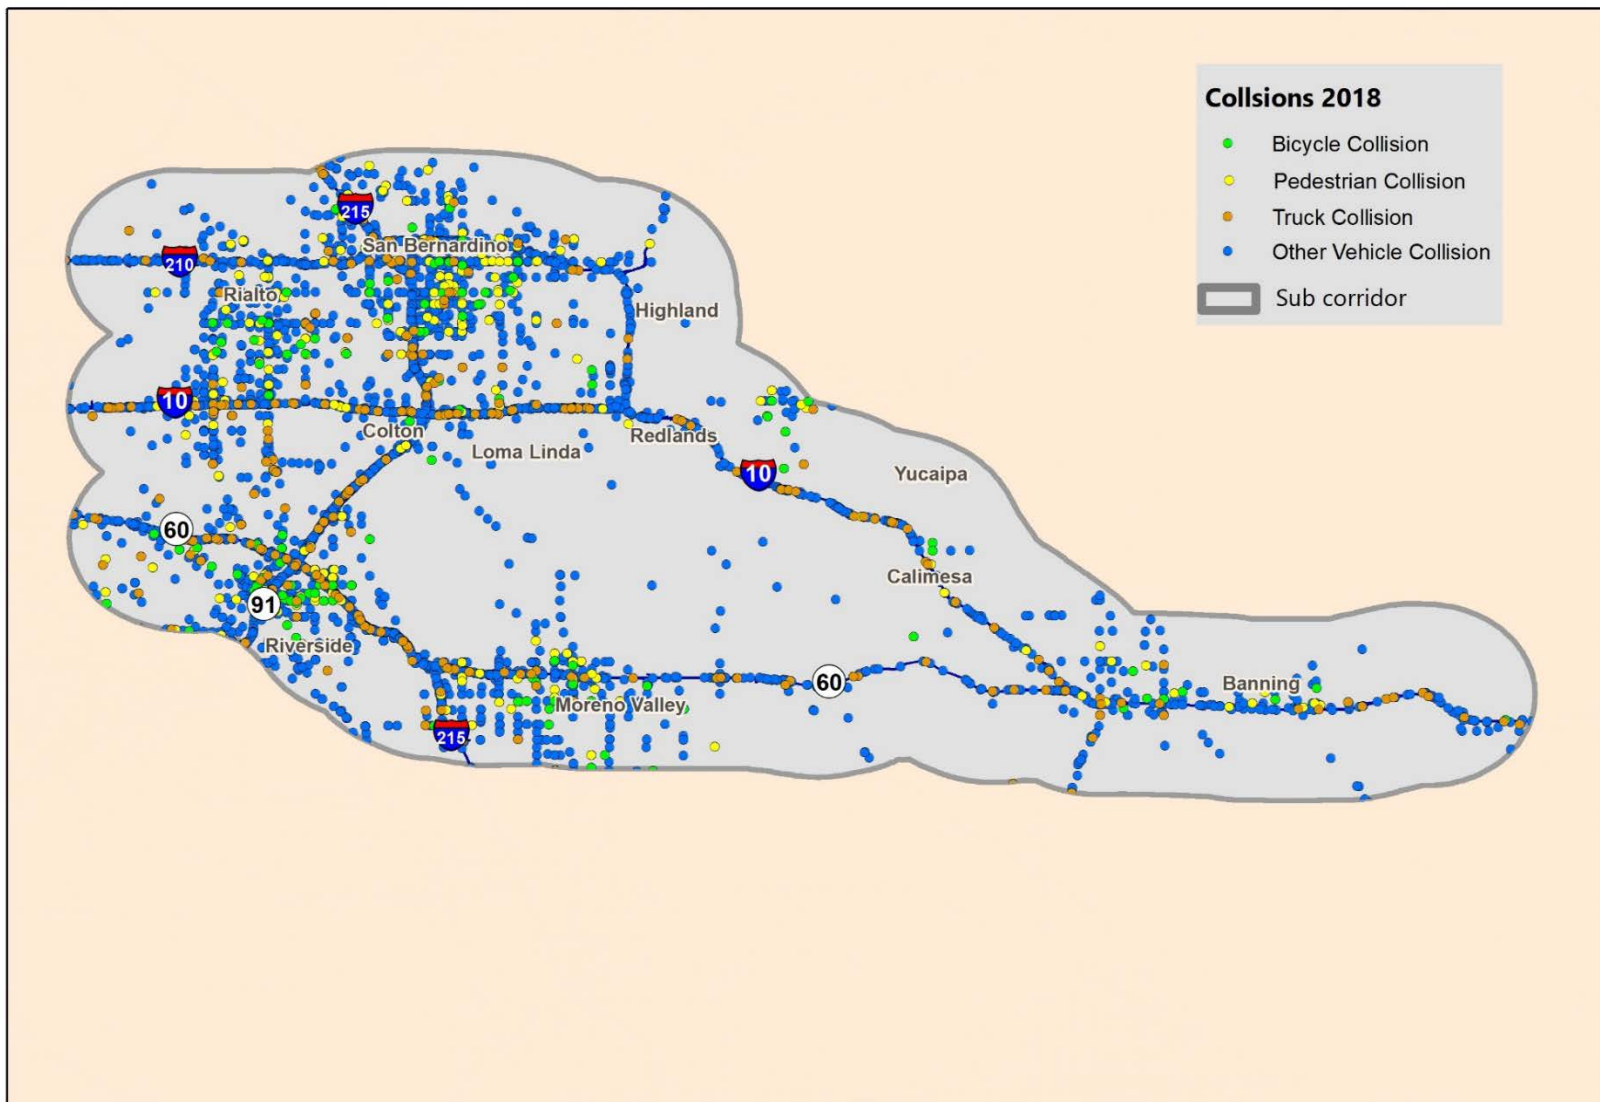 Collsions 2018
Bicycle Collision
Pedestrian Collision
Truck Collision
Other Vehicle Collision
Sub corridor
215
San Bernardino
210
Rialto
Highland
10
Colton
Redlands
Loma Linda
10
Yucaipa
60
Calimesa
91
Riverside
60
Banning
Moreno Valley
215